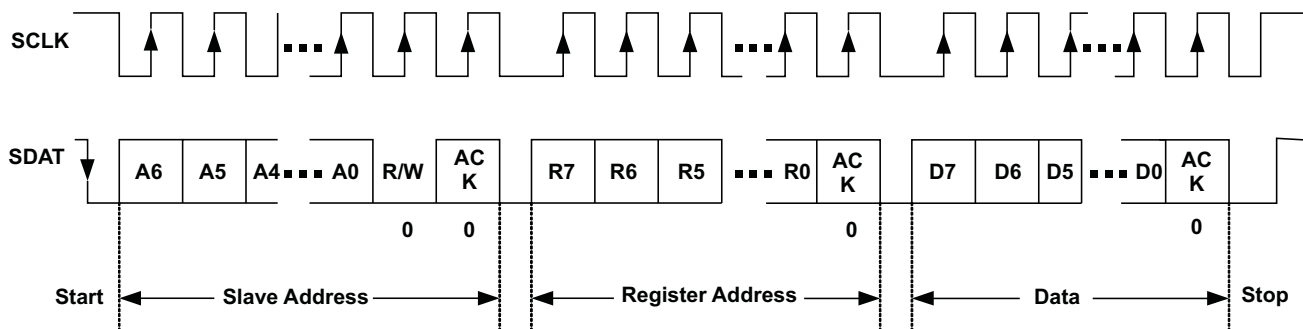 SCLK
SDAT
A6 A5 A4 A0 R/W AC K R7 R6 R5 R0 AC K D7 D6 D5 D0 AC K
0 0 0 0
Start Slave Address Register Address Data Stop